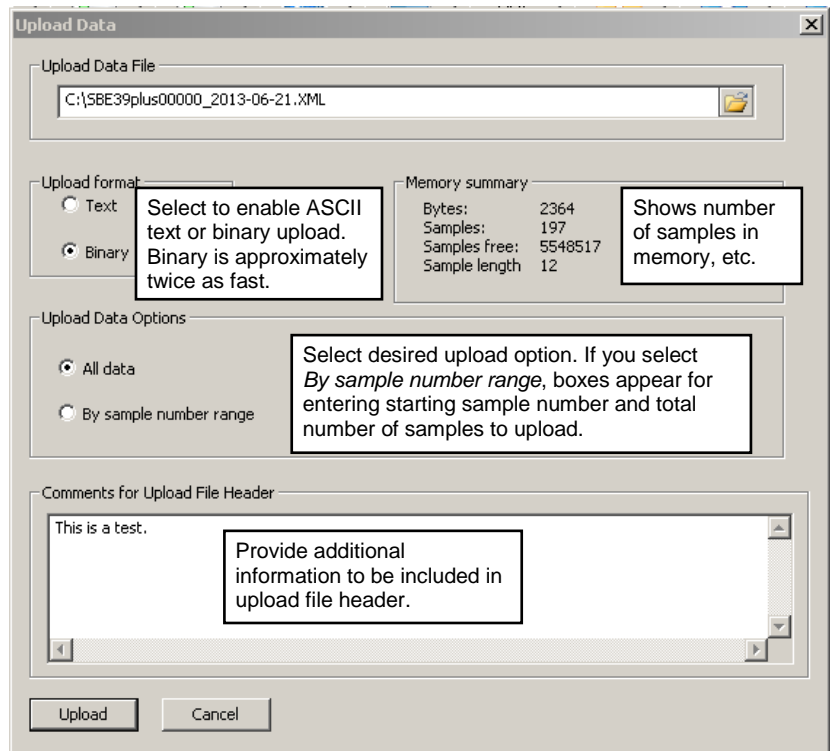 Upload Data
Upload Data File
C:\SBE39plus00000_2013-06-21.XML
Upload format
Text
Binary
Select to enable ASCII
text or binary upload.
Binary is approximately
twice as fast.
Memory summary
Bytes: 2364
Samples: 197
Samples free: 5548517
Sample length 12
Shows number
of samples in
memory, etc.
Upload Data Options
All data
By sample number range
Select desired upload option. If you select
By sample number range, boxes appear for
entering starting sample number and total
number of samples to upload.
Comments for Upload File Header
This is a test.
Provide additional
information to be included in
upload file header.
Upload Cancel